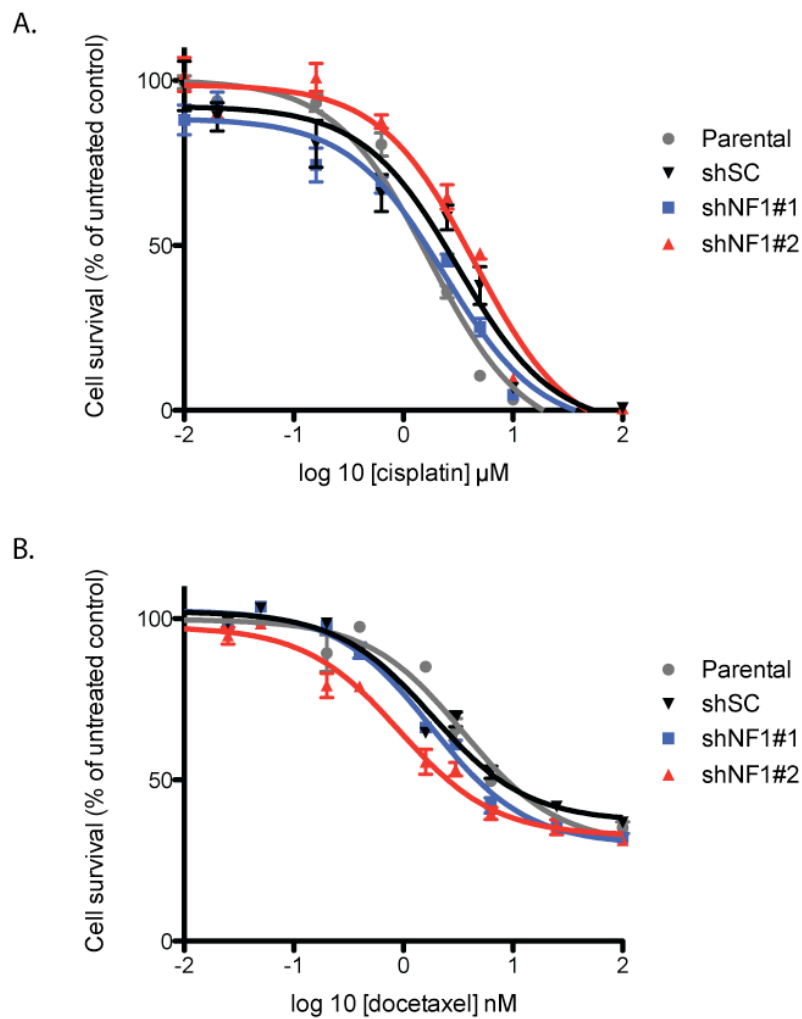 A.
Cell survival (% of untreated control)
100
50
0
-2 -1 0 1 2
log 10 [cisplatin] µM
Parental
shSC
shNF1#1
shNF1#2
B.
Cell survival (% of untreated control)
100
50
0
-2 -1 0 1 2
log 10 [docetaxel] nM
Parental
shSC
shNF1#1
shNF1#2